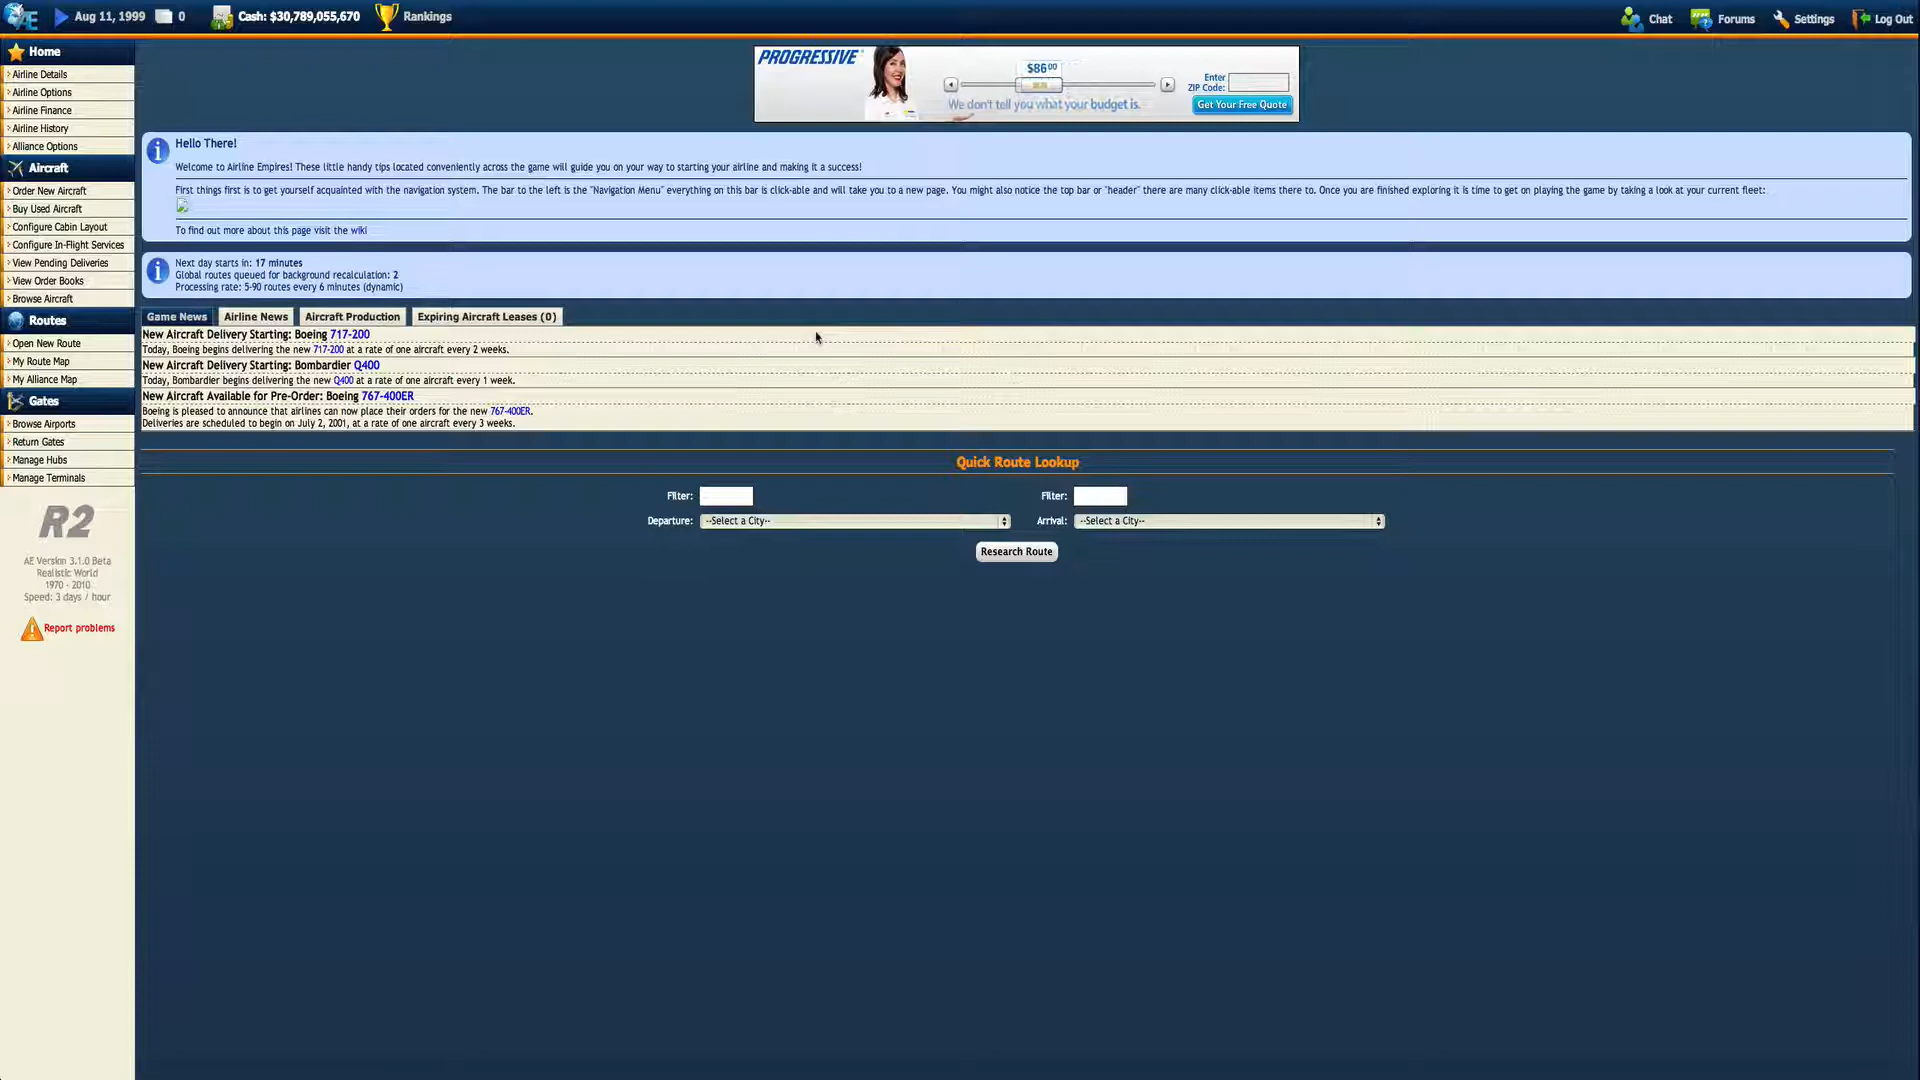 AE
Aug 11, 1999
0
Cash: $30,789,055,670
Rankings
Chat
Forums
Settings
Log Out
Home
Airline Details
Airline Options
Airline Finance
Airline History
Alliance Options
Aircraft
Order New Aircraft
Buy Used Aircraft
Configure Cabin Layout
Configure In-Flight Services
View Pending Deliveries
View Order Books
Browse Aircraft
Routes
Open New Route
My Route Map
My Alliance Map
Gates
Browse Airports
Return Gates
Manage Hubs
Manage Terminals
R2
AE Version 3.1.0 Beta
Realistic World
1970 - 2010
Speed: 3 days / hour
Report problems
PROGRESSIVE
$86⁰⁰
We don't tell you what your budget is.
Enter
ZIP Code:
Get Your Free Quote
Hello There!
Welcome to Airline Empires! These little handy tips located conveniently across the game will guide you on your way to starting your airline and making it a success!
First things first is to get yourself acquainted with the navigation system. The bar to the left is the "Navigation Menu" everything on this bar is click-able and will take you to a new page. You might also notice the top bar or "header" there are many click-able items there to. Once you are finished exploring it is time to get on playing the game by taking a look at your current fleet:
To find out more about this page visit the wiki
Next day starts in: 17 minutes
Global routes queued for background recalculation: 2
Processing rate: 5-90 routes every 6 minutes (dynamic)
Game News
Airline News
Aircraft Production
Expiring Aircraft Leases (0)
New Aircraft Delivery Starting: Boeing 717-200
Today, Boeing begins delivering the new 717-200 at a rate of one aircraft every 2 weeks.
New Aircraft Delivery Starting: Bombardier Q400
Today, Bombardier begins delivering the new Q400 at a rate of one aircraft every 1 week.
New Aircraft Available for Pre-Order: Boeing 767-400ER
Boeing is pleased to announce that airlines can now place their orders for the new 767-400ER.
Deliveries are scheduled to begin on July 2, 2001, at a rate of one aircraft every 3 weeks.
Quick Route Lookup
Filter:
Filter:
Departure: --Select a City--
Arrival: --Select a City--
Research Route